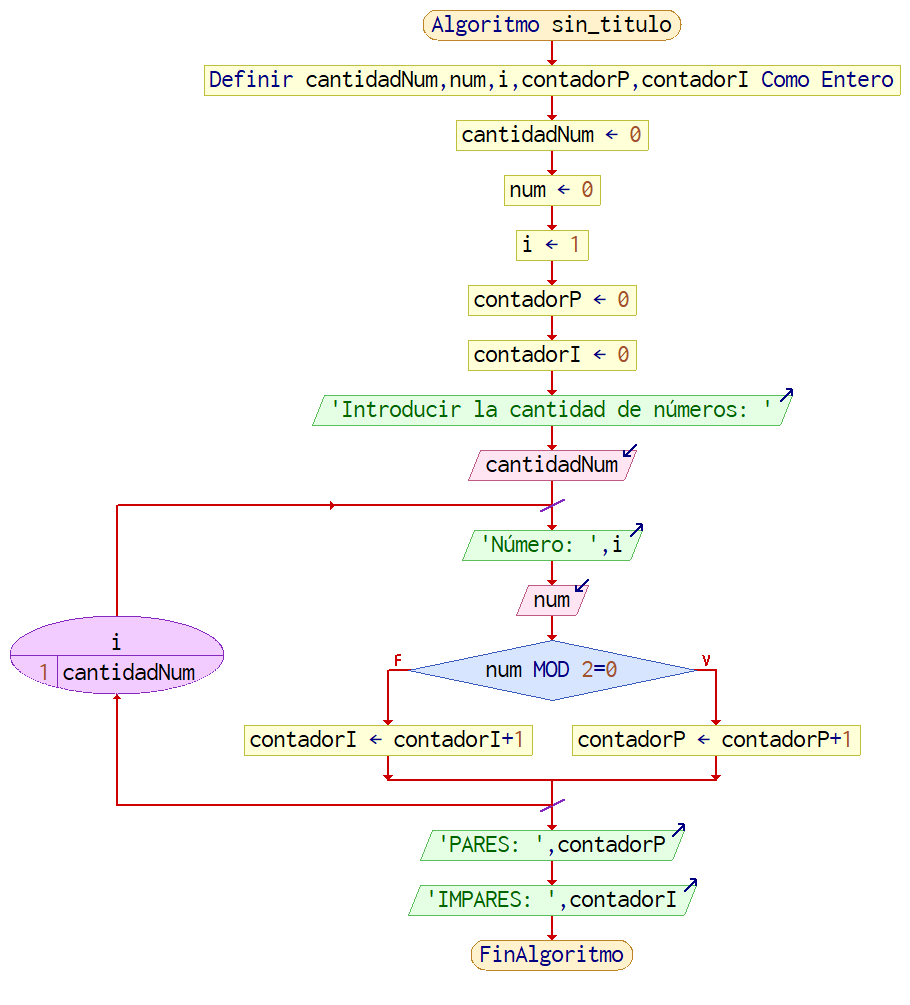 Algoritmo sin_titulo
Definir cantidadNum,num,i,contadorP,contadorI Como Entero
cantidadNum ← 0
num ← 0
i ← 1
contadorP ← 0
contadorI ← 0
'Introducir la cantidad de números: '
cantidadNum
'Número: ',i
num
i
1 cantidadNum
F
V
num MOD 2=0
contadorI ← contadorI+1
contadorP ← contadorP+1
'PARES: ',contadorP
'IMPARES: ',contadorI
FinAlgoritmo